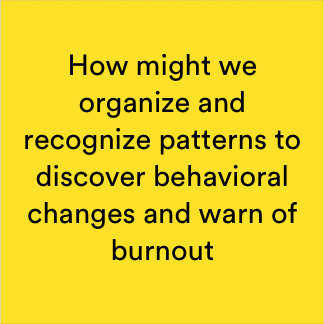 How might we
organize and
recognize patterns to
discover behavioral
changes and warn of
burnout